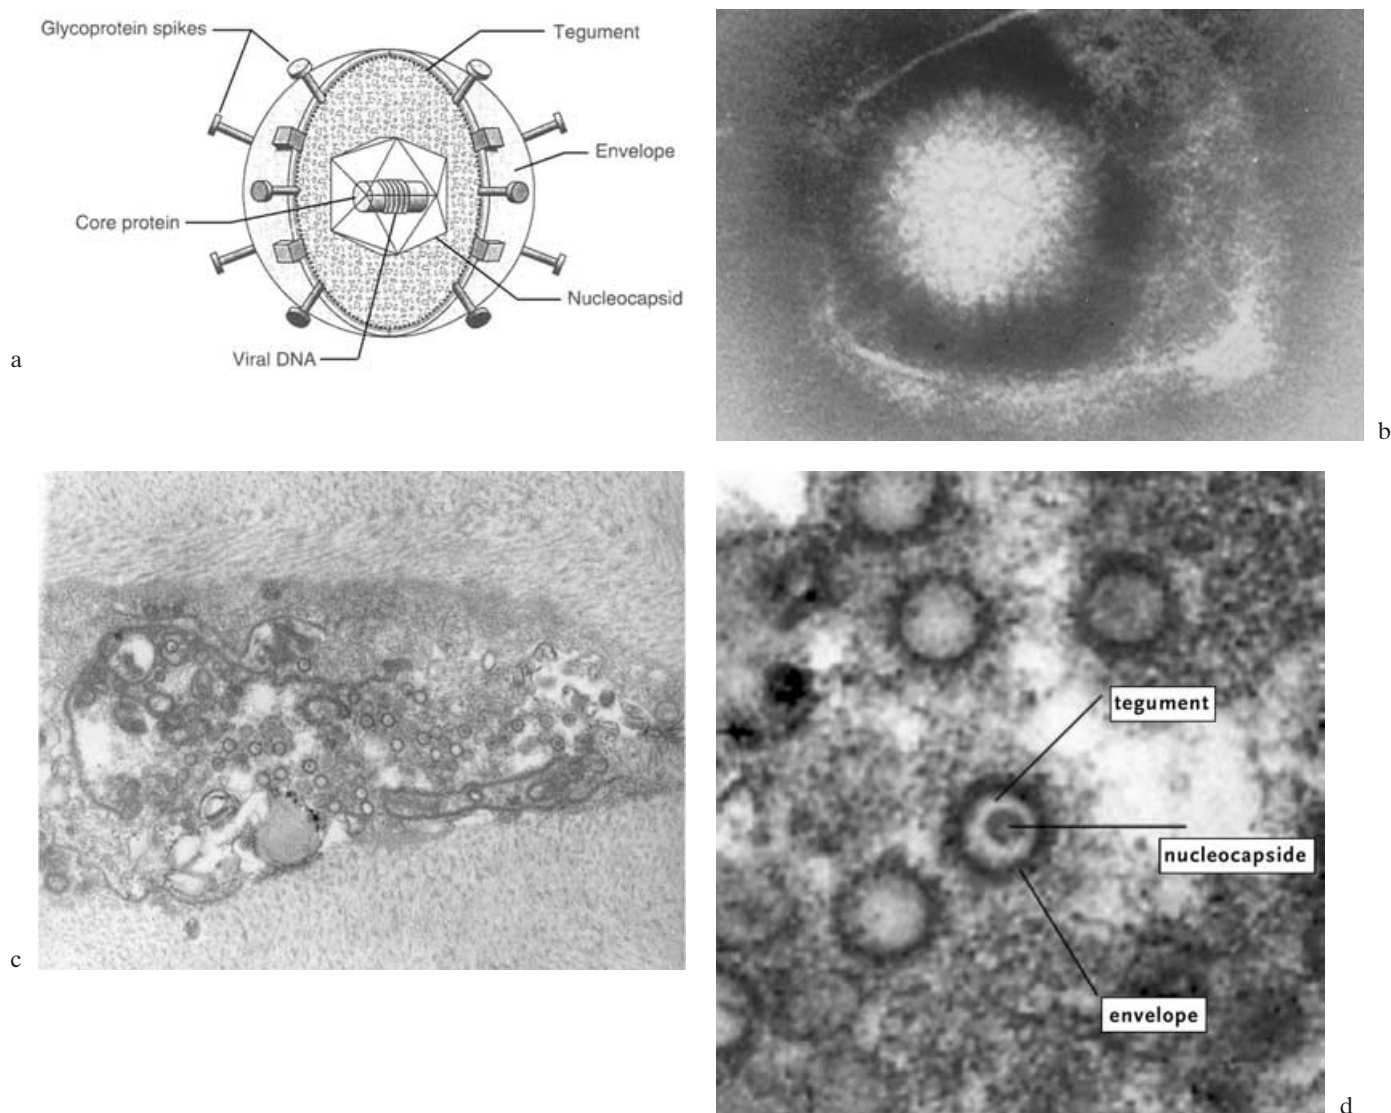 Glycoprotein spikes
Tegument
Envelope
Core protein
Nucleocapsid
Viral DNA
a
b
c
tegument
nucleocapside
envelope
d